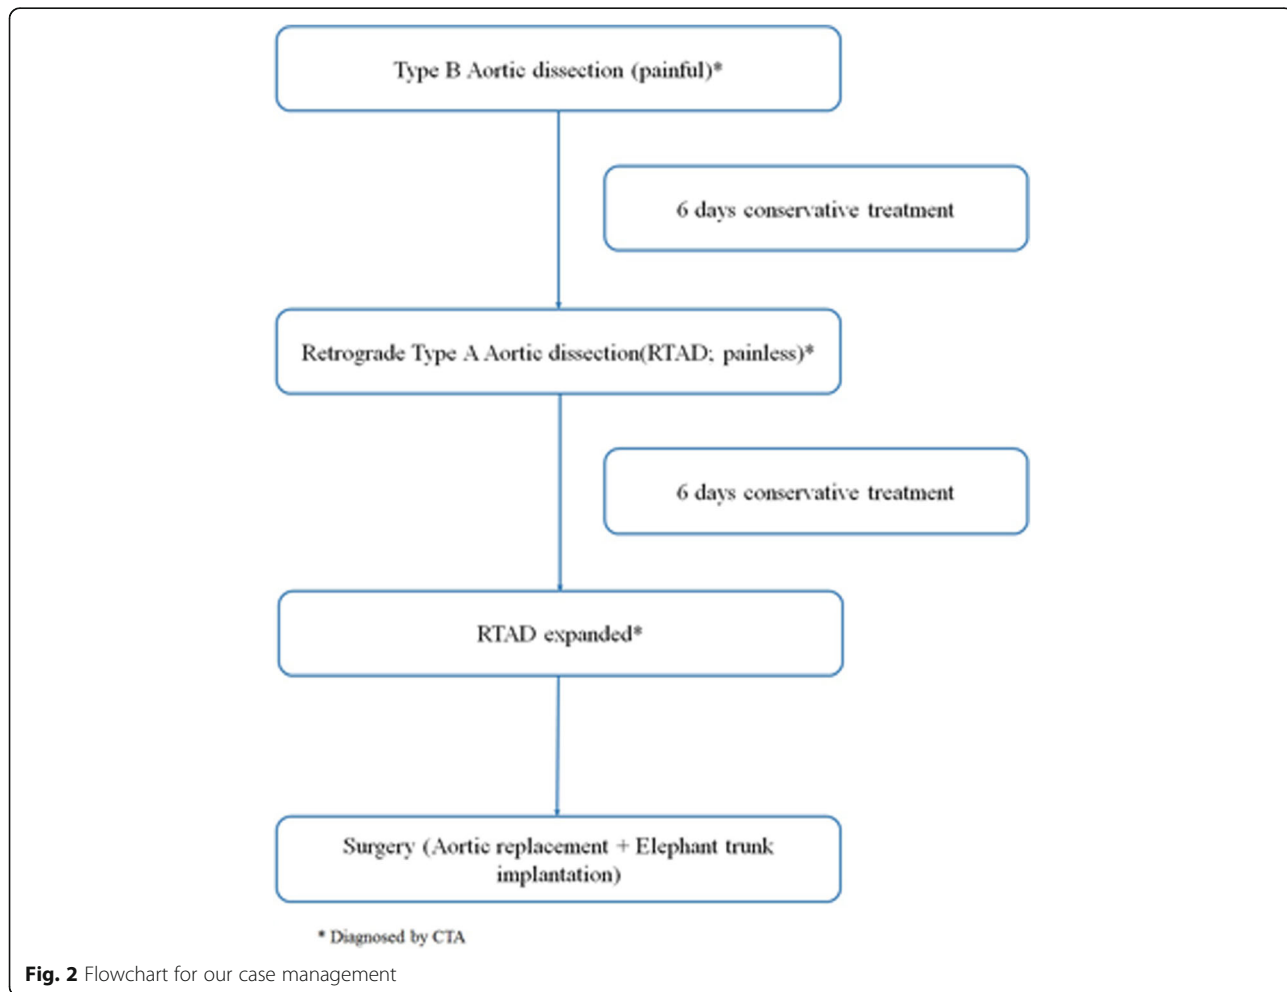 Type B Aortic dissection (painful)*
6 days conservative treatment
Retrograde Type A Aortic dissection(RTAD; painless)*
6 days conservative treatment
RTAD expanded*
Surgery (Aortic replacement + Elephant trunk
implantation)
* Diagnosed by CTA
Fig. 2 Flowchart for our case management